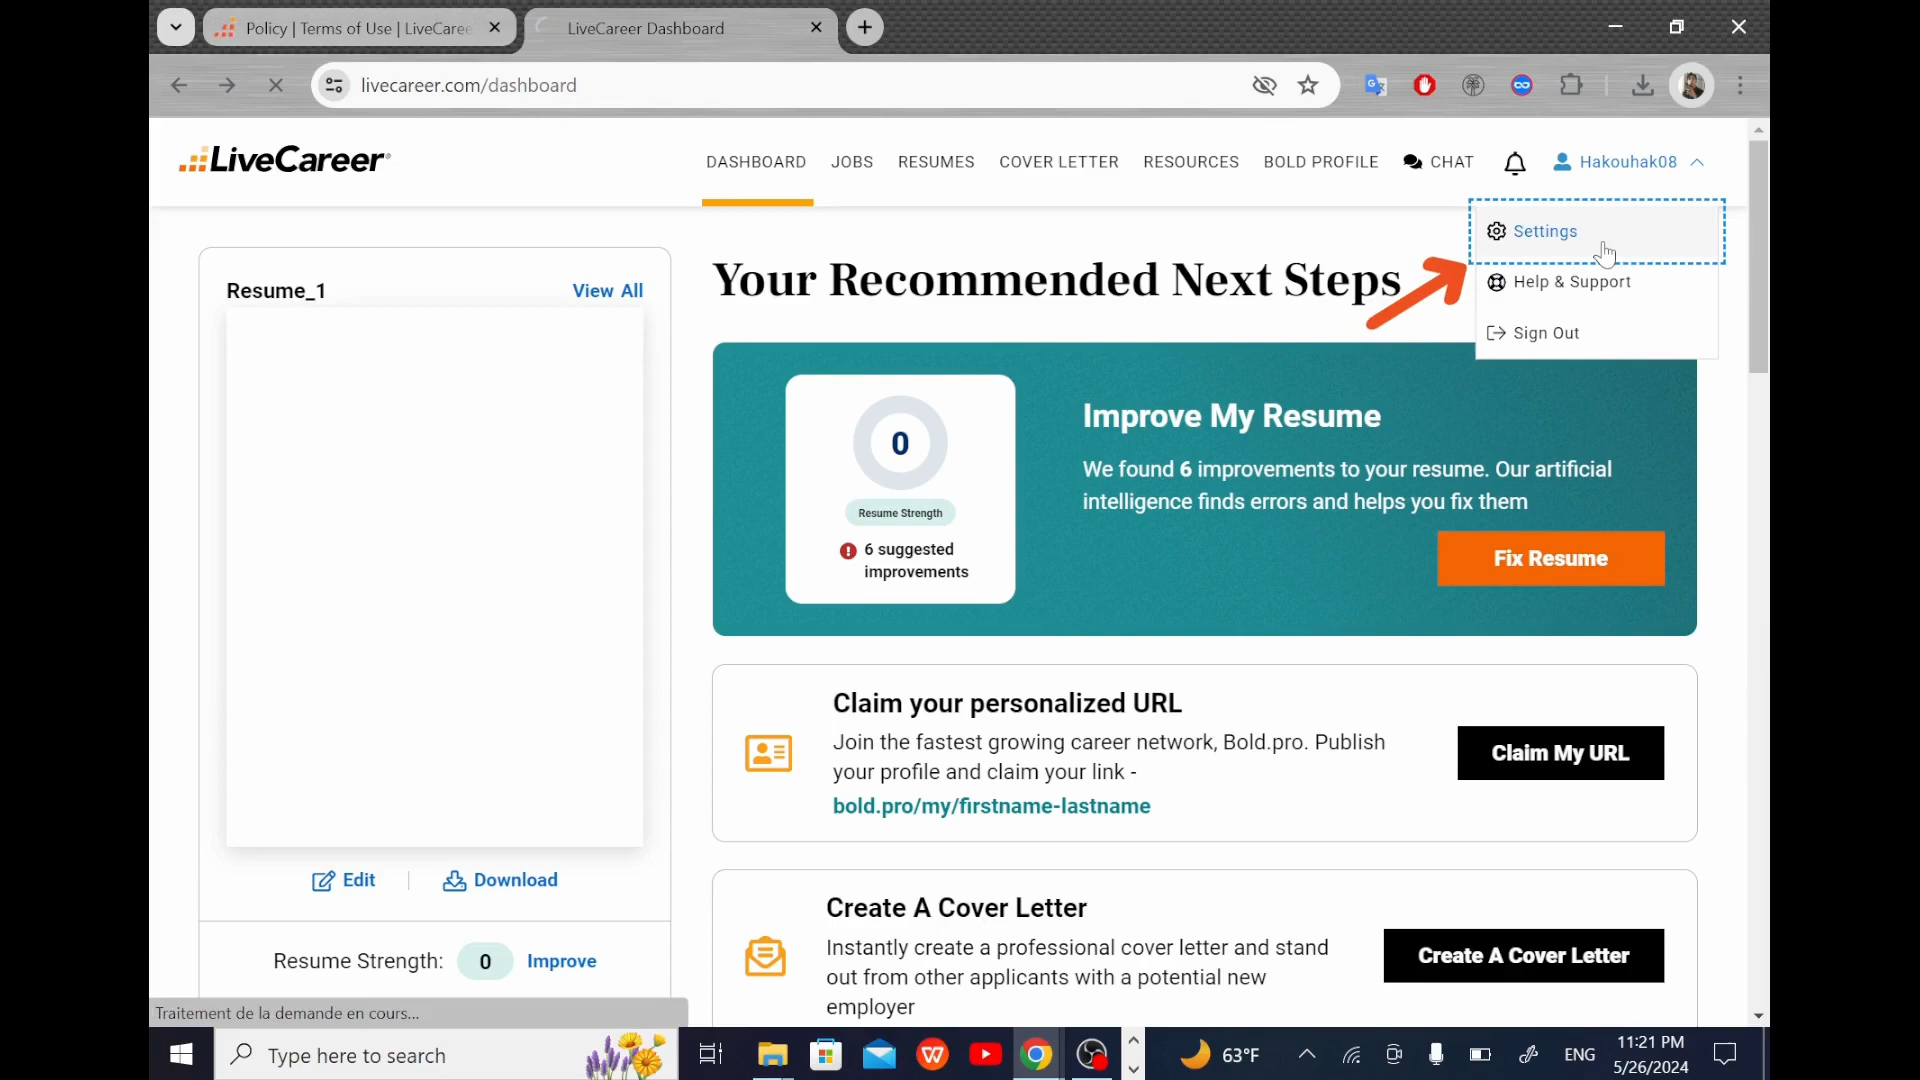 Policy | Terms of Use | LiveCaree
LiveCareer Dashboard
livecareer.com/dashboard
LiveCareer
DASHBOARD
JOBS
RESUMES
COVER LETTER
RESOURCES
BOLD PROFILE
CHAT
Hakouhak08
Settings
Help & Support
Sign Out
Resume_1
View All
Your Recommended Next Steps
0
Resume Strength
6 suggested
improvements
Improve My Resume
We found 6 improvements to your resume. Our artificial
intelligence finds errors and helps you fix them
Fix Resume
Claim your personalized URL
Join the fastest growing career network, Bold.pro. Publish
your profile and claim your link -
bold.pro/my/firstname-lastname
Claim My URL
Edit
Download
Resume Strength:
0
Improve
Create A Cover Letter
Instantly create a professional cover letter and stand
out from other applicants with a potential new
employer
Create A Cover Letter
Traitement de la demande en cours...
Type here to search
63°F
ENG
11:21 PM
5/26/2024